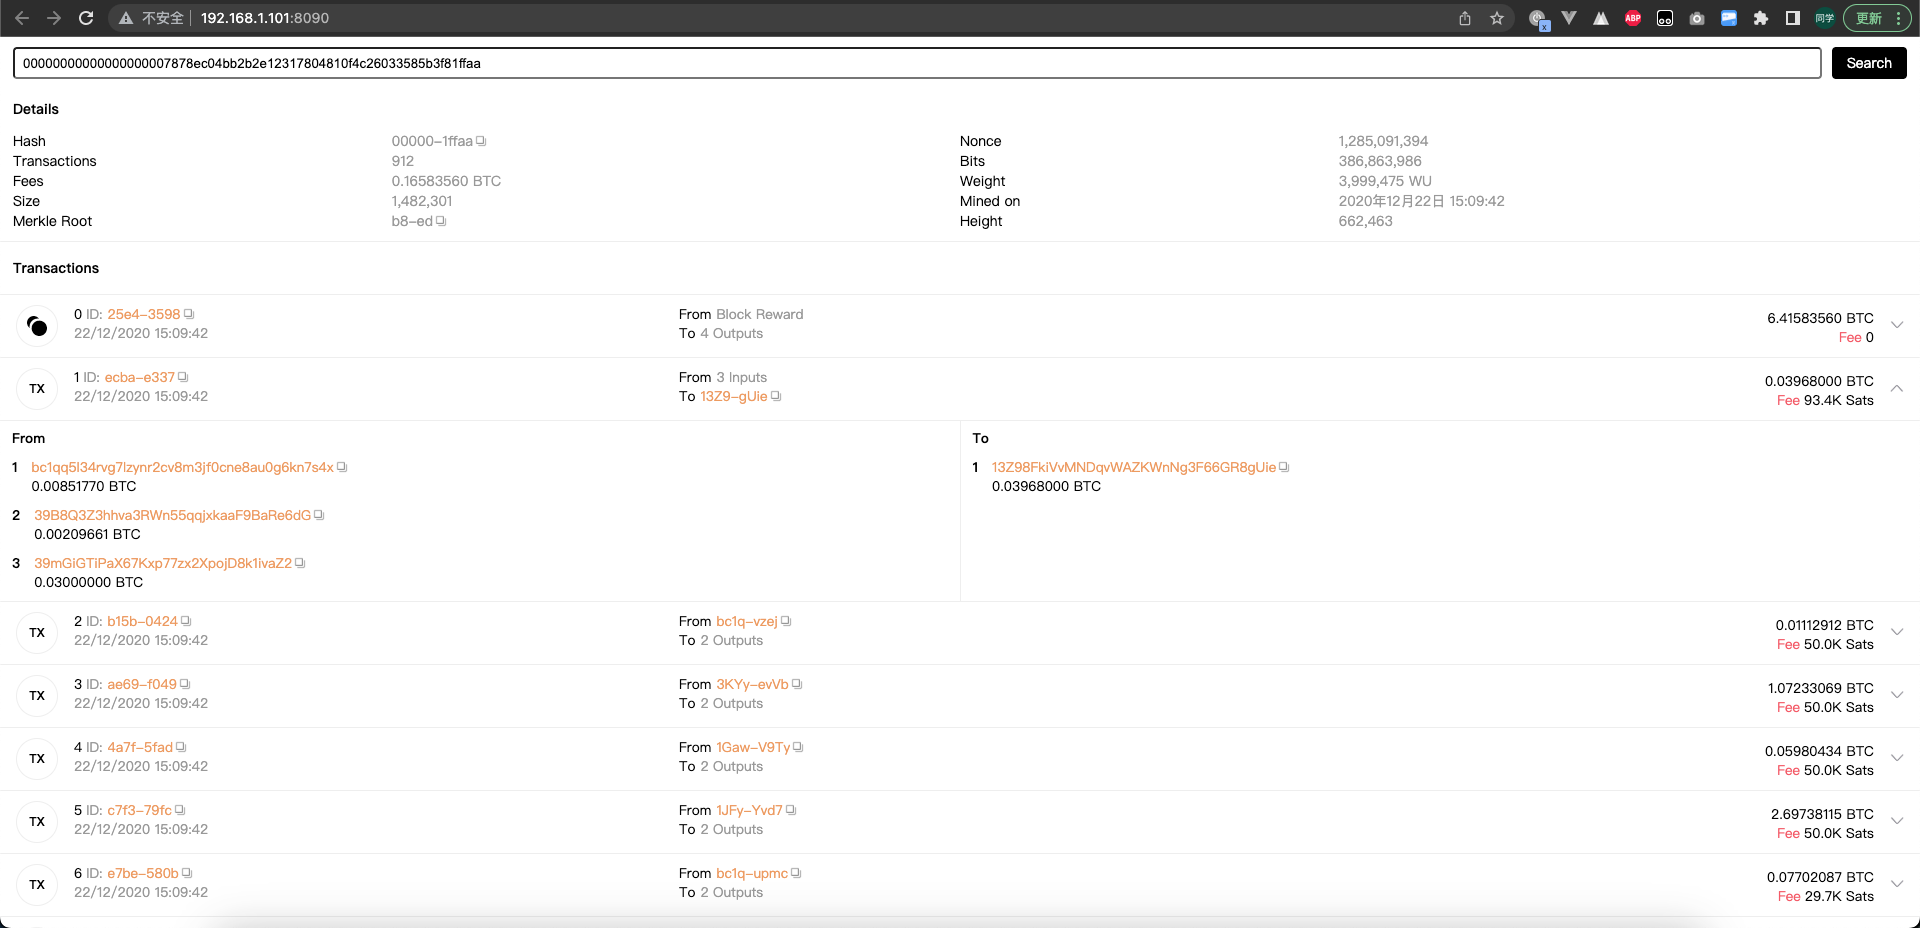 不安全 192.168.1.101:8090
ABP
x
同学
更新
00000000000000000007878ec04bb2b2e12317804810f4c26033585b3f81ffaa
Search
Details
Hash 00000-1ffaa Nonce 1,285,091,394
Transactions 912 Bits 386,863,986
Fees 0.16583560 BTC Weight 3,999,475 WU
Size 1,482,301 Mined on 2020年12月22日 15:09:42
Merkle Root b8-ed Height 662,463
Transactions
0 ID: 25e4-3598 From Block Reward 6.41583560 BTC
22/12/2020 15:09:42 To 4 Outputs Fee 0
TX 1 ID: ecba-e337 From 3 Inputs 0.03968000 BTC
22/12/2020 15:09:42 To 13Z9-gUie Fee 93.4K Sats
From To
1 bc1qq5l34rvg7lzynr2cv8m3jf0cne8au0g6kn7s4x 1 13Z98FkiVvMNDqvWAZKWnNg3F66GR8gUie
0.00851770 BTC 0.03968000 BTC
2 39B8Q3Z3hhva3RWn55qqjxkaaF9BaRe6dG
0.00209661 BTC
3 39mGiGTiPaX67Kxp77zx2XpojD8k1ivaZ2
0.03000000 BTC
TX 2 ID: b15b-0424 From bc1q-vzej 0.01112912 BTC
22/12/2020 15:09:42 To 2 Outputs Fee 50.0K Sats
TX 3 ID: ae69-f049 From 3KYy-evVb 1.07233069 BTC
22/12/2020 15:09:42 To 2 Outputs Fee 50.0K Sats
TX 4 ID: 4a7f-5fad From 1Gaw-V9Ty 0.05980434 BTC
22/12/2020 15:09:42 To 2 Outputs Fee 50.0K Sats
TX 5 ID: c7f3-79fc From 1JFy-Yvd7 2.69738115 BTC
22/12/2020 15:09:42 To 2 Outputs Fee 50.0K Sats
TX 6 ID: e7be-580b From bc1q-upmc 0.07702087 BTC
22/12/2020 15:09:42 To 2 Outputs Fee 29.7K Sats